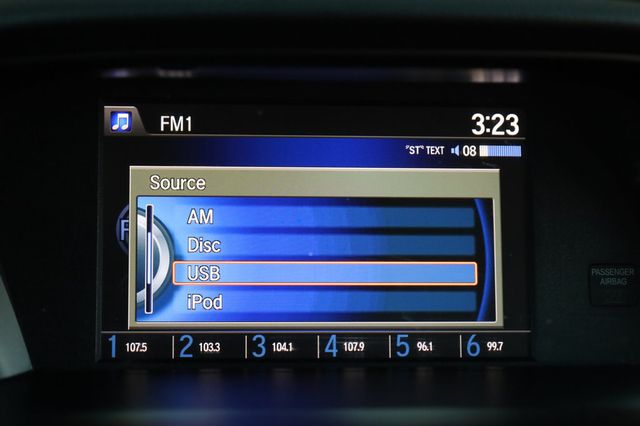 FM1 3:23
"ST" TEXT 08
Source
AM
Disc
USB
iPod
1 107.5 2 103.3 3 104.1 4 107.9 5 96.1 6 99.7
PASSENGER
AIRBAG